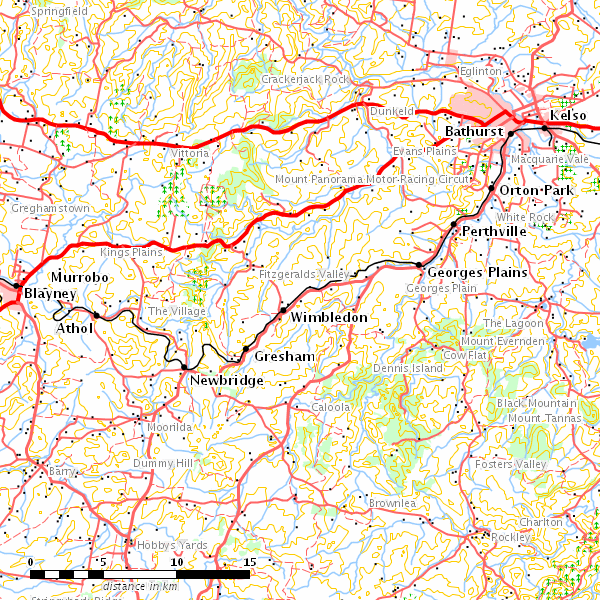 Springfield
Eglinton
Crackerjack Rock
Dunkeld
Kelso
Bathurst
Vittoria
Evans Plains
Macquarie Vale
Mount Panorama Motor Racing Circuit
Orton Park
Greghamstown
White Rock
Perthville
Kings Plains
Fitzgeralds Valley
Georges Plains
Murrobo
Georges Plain
Blayney
The Village
Wimbledon
The Lagoon
Athol
Mount Evernden
Gresham
Cow Flat
Dennis Island
Newbridge
Caloola
Black Mountain
Mount Tannas
Moorilda
Dummy Hill
Fosters Valley
Barry
Brownlea
Charlton
Rockley
Hobbys Yards
0 5 10 15
distance in km